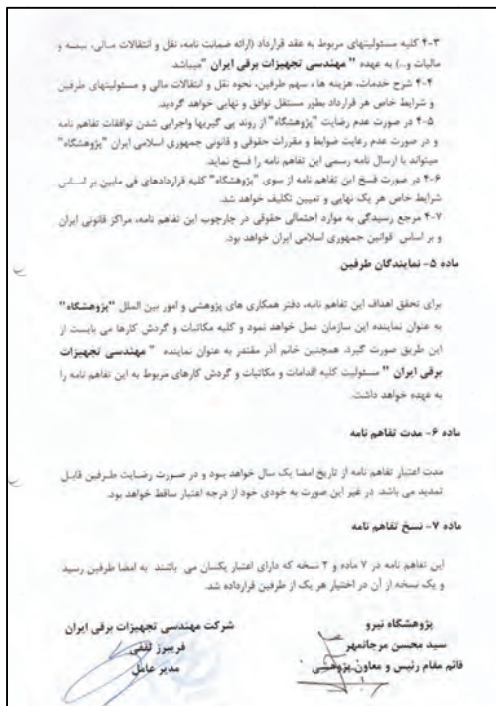 ۴-۳ کلیه مسئولیتهای مربوط به عقد قرارداد (ارائه ضمانت نامه، نقل و انتقالات مالی، بیمه و
مالیات و...) به عهده " مهندسی تجهیزات برقی ایران "میباشد.
۴-۴ شرح خدمات، هزینه ها، سهم طرفین، نحوه نقل و انتقالات مالی و مسئولیتهای طرفین
و شرایط خاص هر قرارداد بطور مستقل توافق و نهایی خواهد گردید.
۴-۵ در صورت عدم رضایت "پژوهشگاه" از روند پی گیریها واجرایی شدن توافقات تفاهم نامه
و در صورت عدم رعایت ضوابط و مقررات حقوقی و قانونی جمهوری اسلامی ایران "پژوهشگاه"
میتواند با ارسال نامه رسمی این تفاهم نامه را فسخ نماید.
۴-۶ در صورت فسخ این تفاهم نامه از سوی "پژوهشگاه" کلیه قراردادهای فی مابین بر اساس
شرایط خاص هر یک نهایی و تعیین تکلیف خواهد شد.
۴-۷ مرجع رسیدگی به موارد احتمالی حقوقی در چارچوب این تفاهم نامه، مراکز قانونی ایران
و بر اساس قوانین جمهوری اسلامی ایران خواهد بود.
ماده ۵- نمایندگان طرفین
برای تحقق اهداف این تفاهم نامه، دفتر همکاری های پژوهشی و امور بین الملل "پژوهشگاه"
به عنوان نماینده این سازمان عمل خواهد نمود و کلیه مکاتبات و گردش کارها می بایست از
این طریق صورت گیرد. همچنین خانم آذر مقتدر به عنوان نماینده " مهندسی تجهیزات
برقی ایران " مسئولیت کلیه اقدامات و مکاتبات و گردش کارهای مربوط به این تفاهم نامه را
به عهده خواهد داشت.
ماده ۶- مدت تفاهم نامه
مدت اعتبار تفاهم نامه از تاریخ امضا یک سال خواهد بود و در صورت رضایت طرفین قابل
تمدید می باشد. در غیر این صورت به خودی خود از درجه اعتبار ساقط خواهد بود.
ماده ۷- نسخ تفاهم نامه
این تفاهم نامه در ۷ ماده و ۲ نسخه که دارای اعتبار یکسان می باشند به امضا طرفین رسید
و یک نسخه از آن در اختیار هر یک از طرفین قرارداده شد.
پژوهشگاه نیرو
سید محسن مرجانمهر
قائم مقام رئیس و معاون پژوهشی
شرکت مهندسی تجهیزات برقی ایران
فریبرز
مدیر عامل